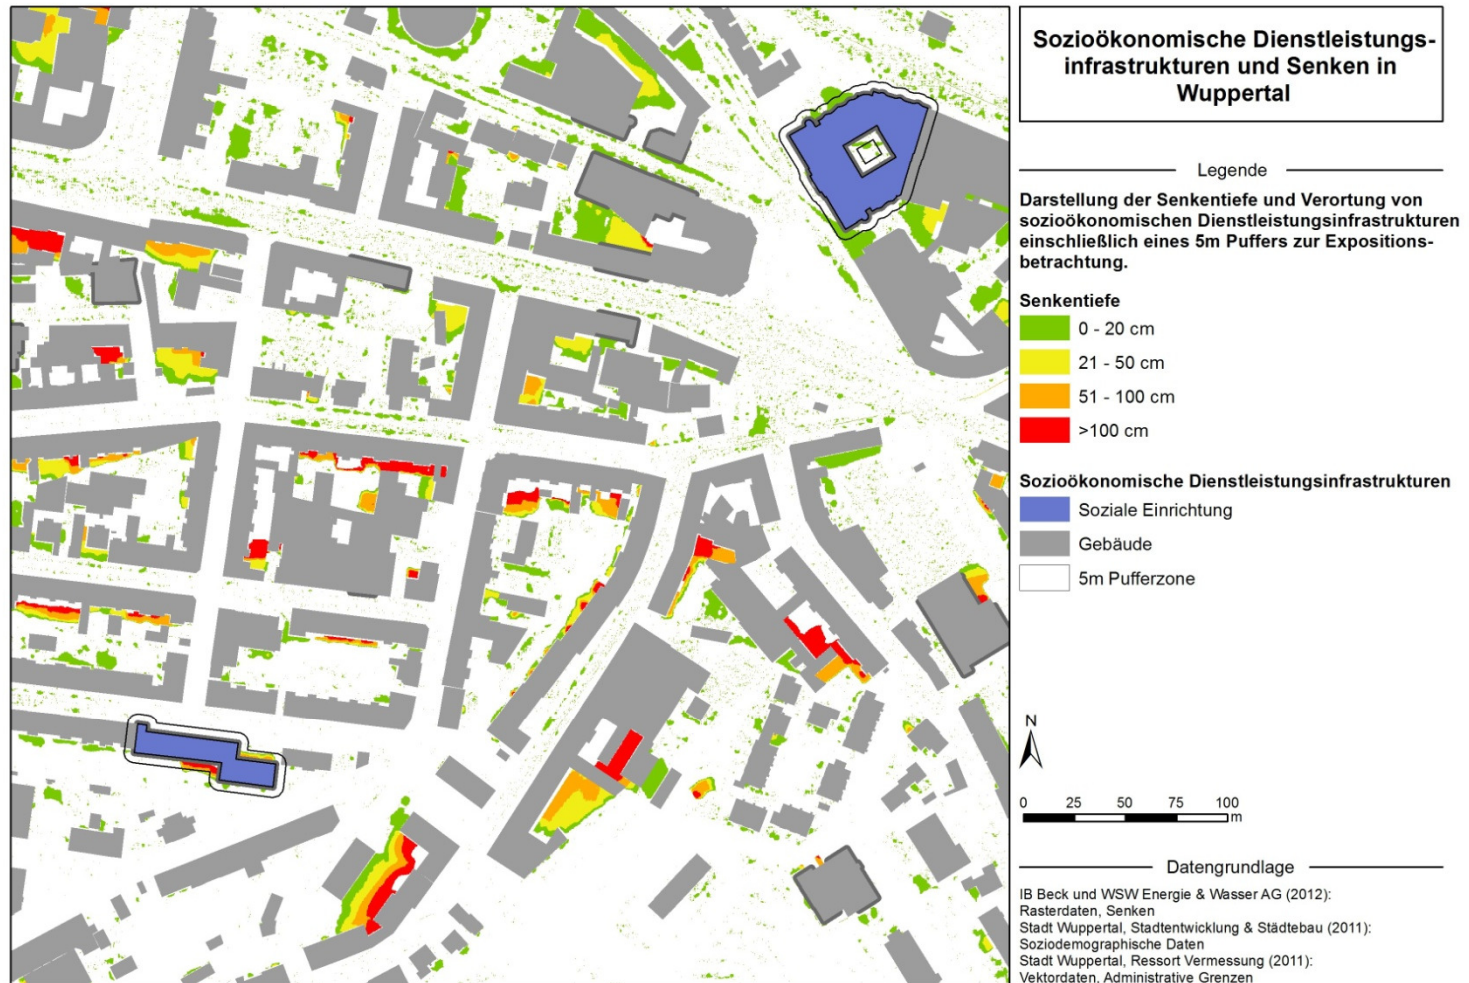 Sozioökonomische Dienstleistungs-
infrastrukturen und Senken in
Wuppertal
Legende
Darstellung der Senkentiefe und Verortung von
sozioökonomischen Dienstleistungsinfrastrukturen
einschließlich eines 5m Puffers zur Expositions-
betrachtung.
Senkentiefe
0 - 20 cm
21 - 50 cm
51 - 100 cm
>100 cm
Sozioökonomische Dienstleistungsinfrastrukturen
Soziale Einrichtung
Gebäude
5m Pufferzone
N
0 25 50 75 100
m
Datengrundlage
IB Beck und WSW Energie & Wasser AG (2012):
Rasterdaten, Senken
Stadt Wuppertal, Stadtentwicklung & Städtebau (2011):
Soziodemographische Daten
Stadt Wuppertal, Ressort Vermessung (2011):
Vektordaten, Administrative Grenzen